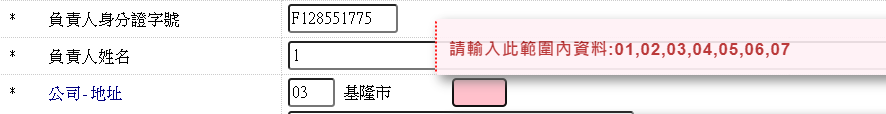 * 負責人身分證字號 F128551775
請輸入此範圍內資料:01,02,03,04,05,06,07
* 負責人姓名 1
* 公司-地址 03 基隆市